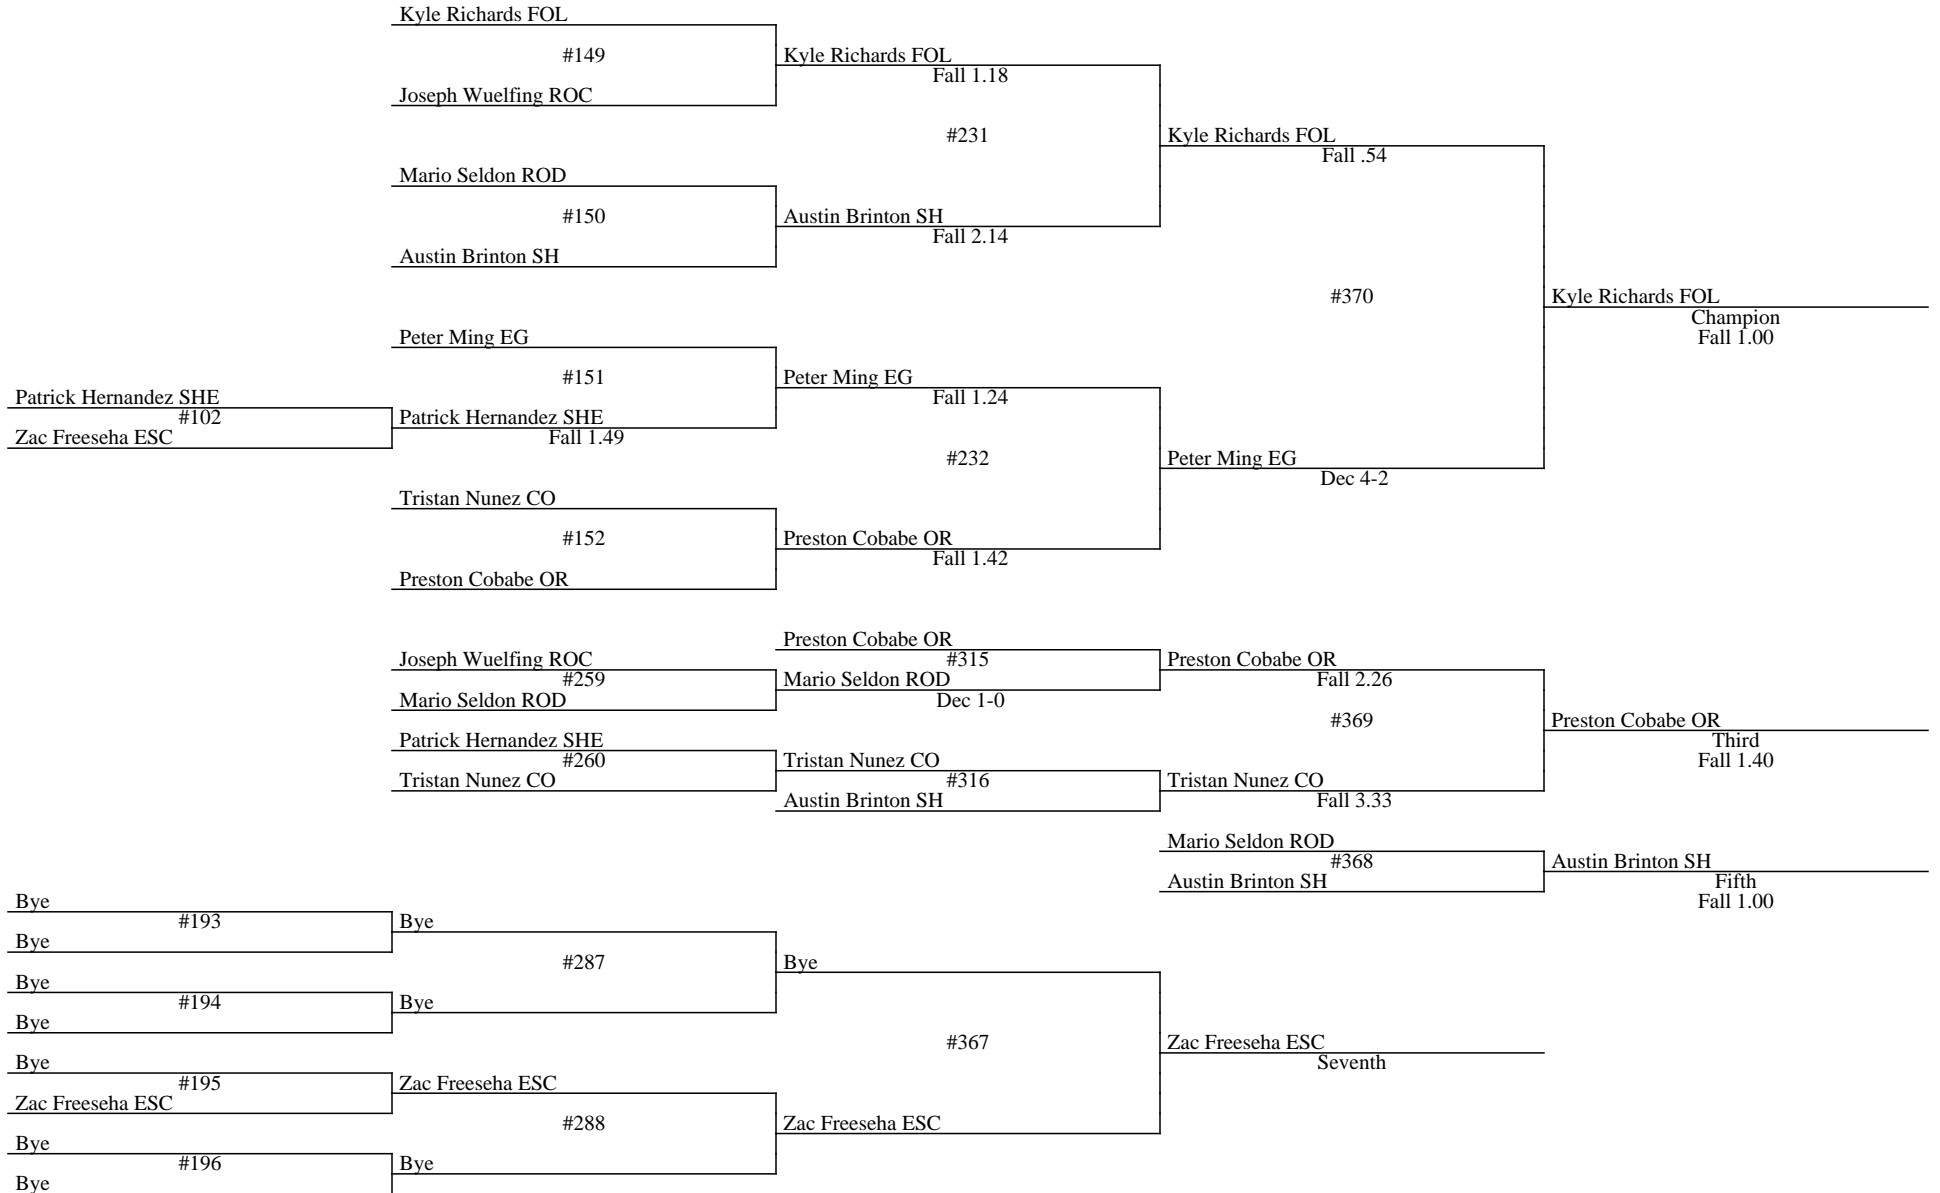 Kyle Richards FOL
#149
Kyle Richards FOL
Fall 1.18
Joseph Wuelfing ROC
#231
Kyle Richards FOL
Fall .54
Mario Seldon ROD
#150
Austin Brinton SH
Fall 2.14
Austin Brinton SH
#370
Kyle Richards FOL
Champion
Fall 1.00
Peter Ming EG
#151
Peter Ming EG
Fall 1.24
Patrick Hernandez SHE
#102
Patrick Hernandez SHE
Fall 1.49
Zac Freeseha ESC
#232
Peter Ming EG
Dec 4-2
Tristan Nunez CO
#152
Preston Cobabe OR
Fall 1.42
Preston Cobabe OR
Preston Cobabe OR
Joseph Wuelfing ROC
#315
Preston Cobabe OR
#259
Mario Seldon ROD
Fall 2.26
Mario Seldon ROD
Dec 1-0
#369
Preston Cobabe OR
Third
Fall 1.40
Patrick Hernandez SHE
#260
Tristan Nunez CO
Tristan Nunez CO
#316
Tristan Nunez CO
Austin Brinton SH
Fall 3.33
Mario Seldon ROD
#368
Austin Brinton SH
Austin Brinton SH
Fifth
Fall 1.00
Bye
#193
Bye
Bye
#287
Bye
Bye
#194
Bye
Bye
#367
Zac Freeseha ESC
Seventh
Bye
#195
Zac Freeseha ESC
Zac Freeseha ESC
#288
Zac Freeseha ESC
Bye
#196
Bye
Bye